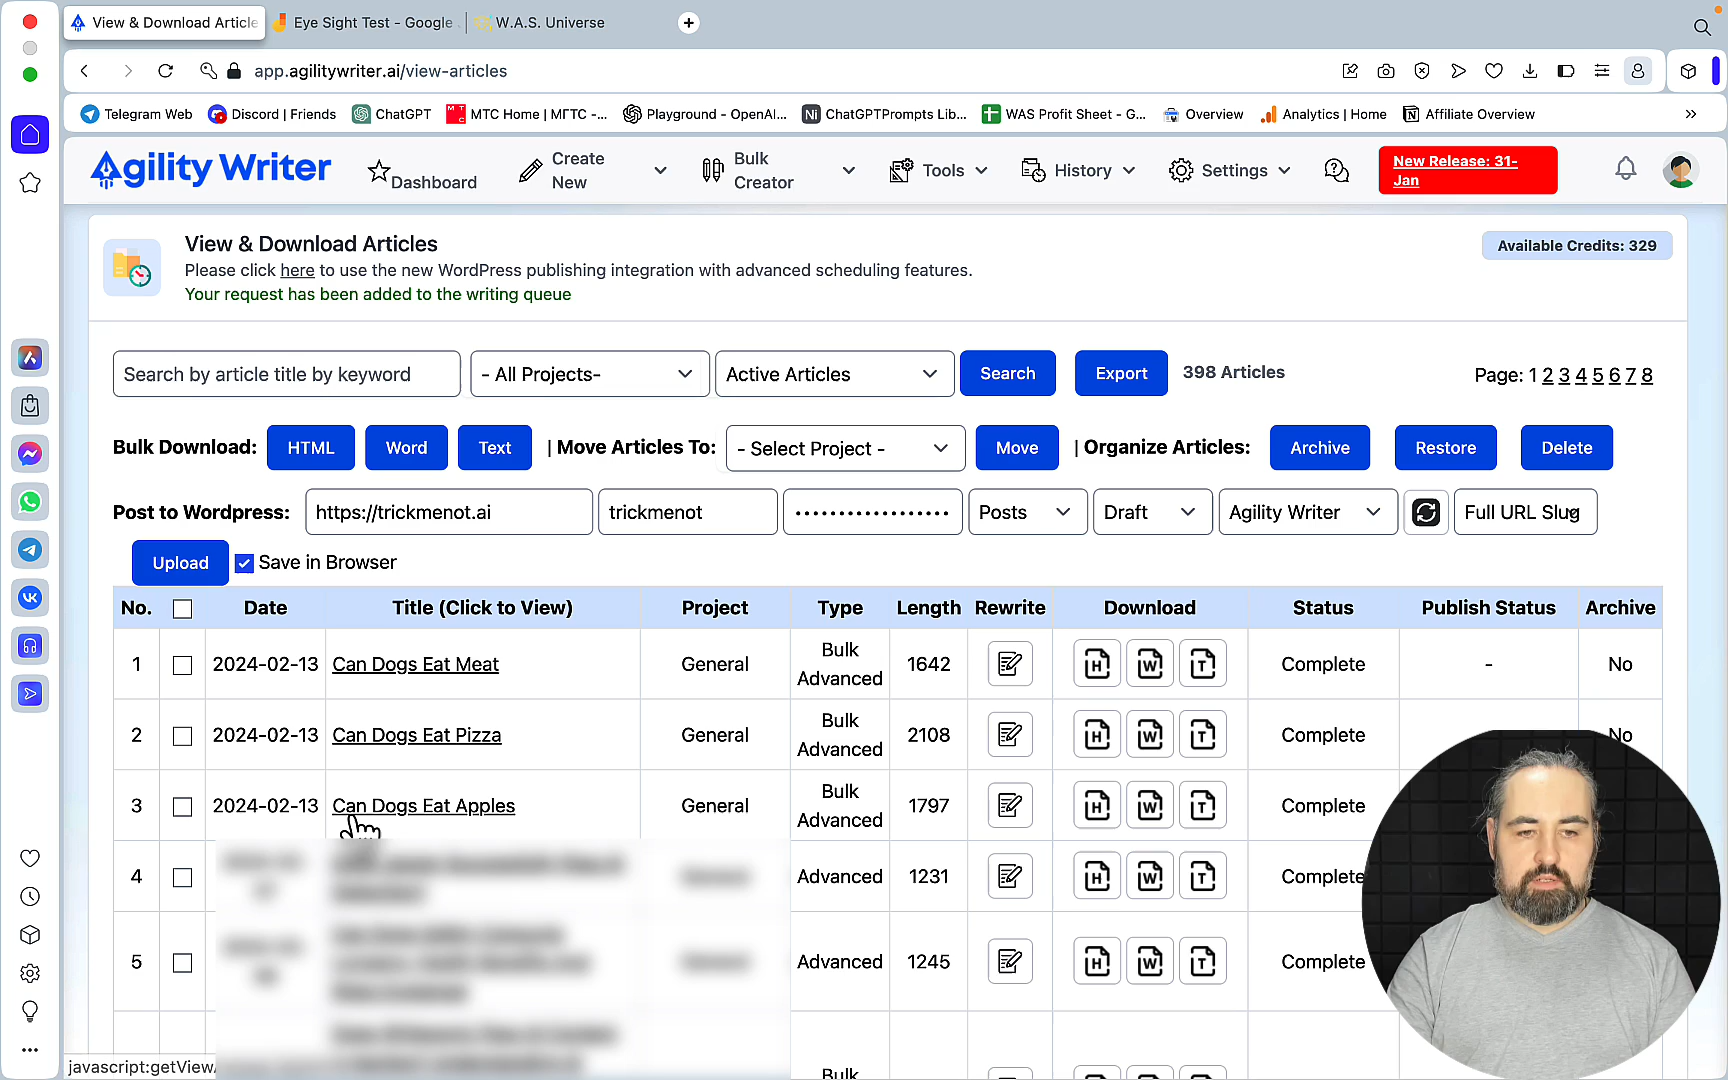 View & Download Article
Eye Sight Test - Google
W.A.S. Universe
app.agilitywriter.ai/view-articles
Telegram Web
Discord | Friends
ChatGPT
МТС Home | МГТС -...
Playground - OpenAI...
ChatGPTPrompts Lib...
WAS Profit Sheet - G...
Overview
Analytics | Home
Affiliate Overview
Agility Writer
Dashboard
Create New
Bulk Creator
Tools
History
Settings
New Release: 31-
Jan
View & Download Articles
Available Credits: 329
Please click here to use the new WordPress publishing integration with advanced scheduling features.
Your request has been added to the writing queue
Search by article title by keyword
- All Projects-
Active Articles
Search
Export
398 Articles
Page: 1 2 3 4 5 6 7 8
Bulk Download:
HTML
Word
Text
| Move Articles To:
- Select Project -
Move
| Organize Articles:
Archive
Restore
Delete
Post to Wordpress:
https://trickmenot.ai
trickmenot
Posts
Draft
Agility Writer
Full URL Slug
Upload
Save in Browser
No. Date Title (Click to View) Project Type Length Rewrite Download Status Publish Status Archive
1 2024-02-13 Can Dogs Eat Meat General Bulk Advanced 1642 Complete - No
2 2024-02-13 Can Dogs Eat Pizza General Bulk Advanced 2108 Complete No
3 2024-02-13 Can Dogs Eat Apples General Bulk Advanced 1797 Complete
4 Advanced 1231 Complete
5 Advanced 1245 Complete
Bulk
javascript:getView